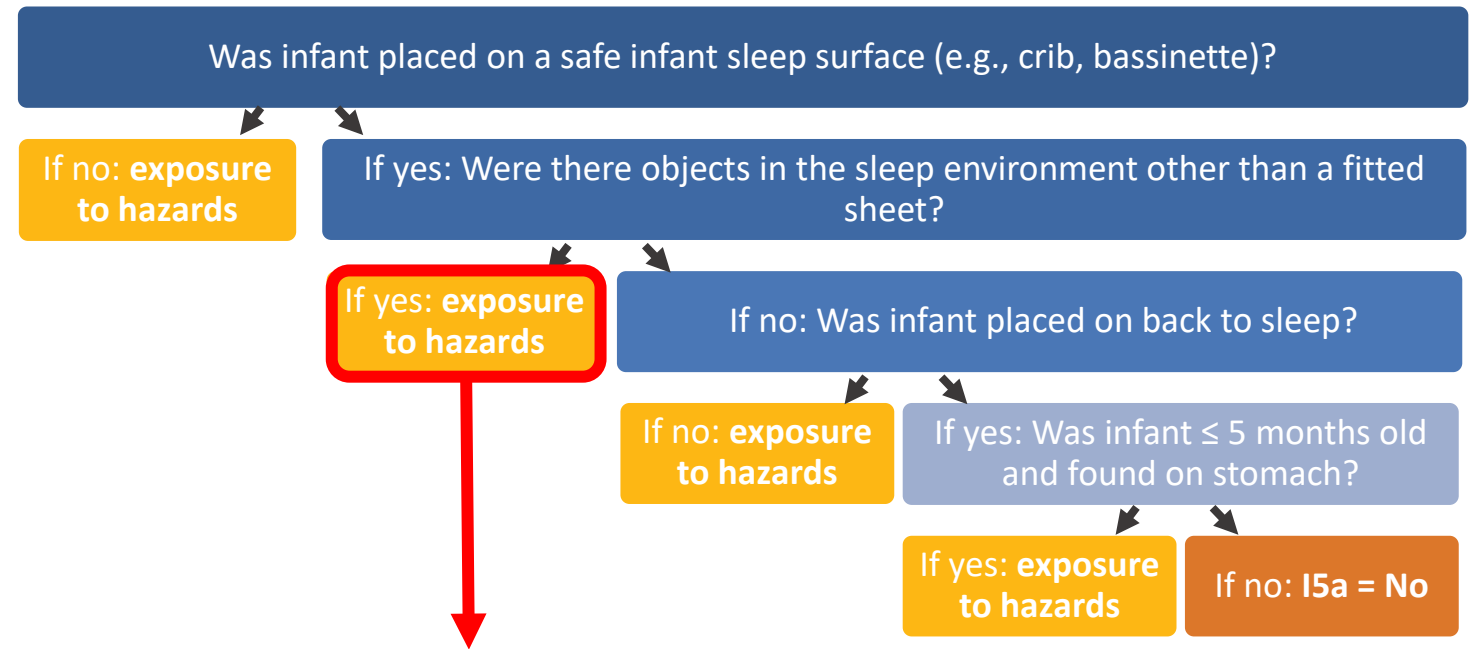 Was infant placed on a safe infant sleep surface (e.g., crib, bassinette)?
If no: exposure
to hazards
If yes: Were there objects in the sleep environment other than a fitted
sheet?
If yes: exposure
to hazards
If no: Was infant placed on back to sleep?
If no: exposure
to hazards
If yes: Was infant ≤ 5 months old
and found on stomach?
If yes: exposure
to hazards
If no: I5a = No